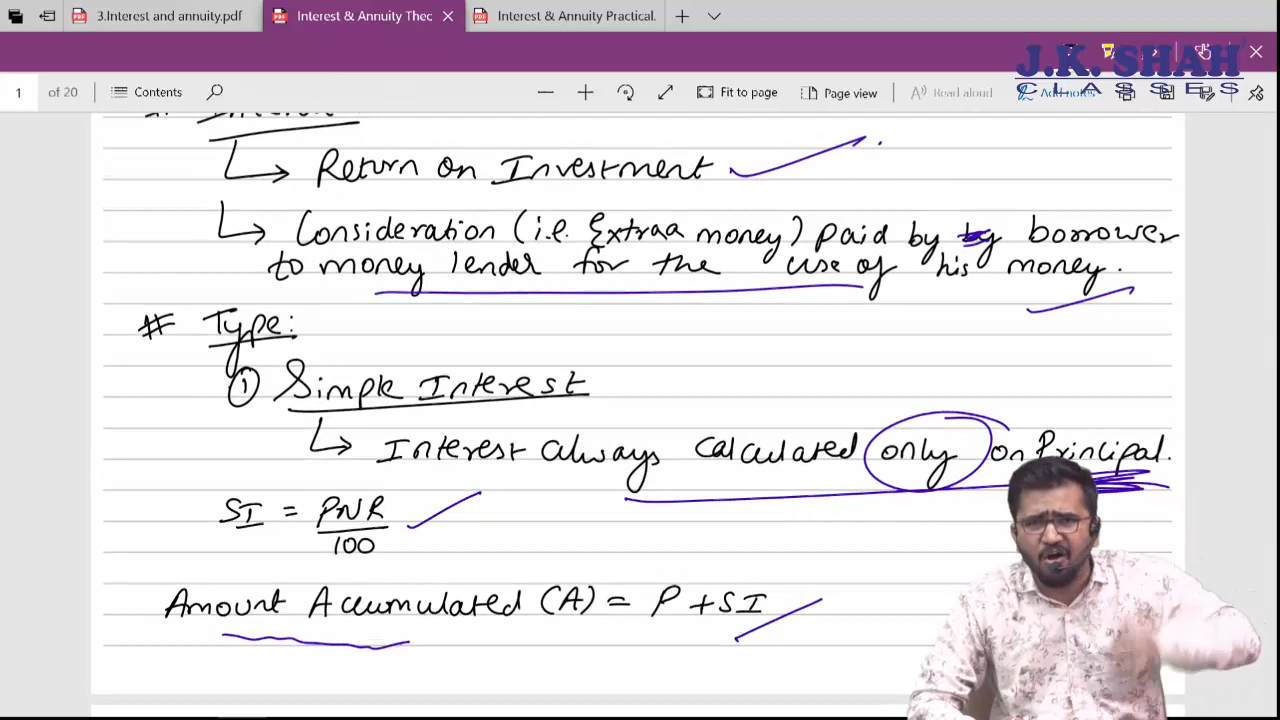 3.Interest and annuity.pdf
Interest & Annuity Thec
Interest & Annuity Practical.
J.K. SHAH
CLASSES
1 of 20
Contents
Fit to page
Page view
Read aloud
Add notes
Return on Investment
Consideration (i.e. Extraa money) paid by by borrower
to money lender for the use of his money.
# Type:
① Simple Interest
Interest always calculated only on Principal.
SI = PNR
100
Amount Accumulated (A) = P + SI